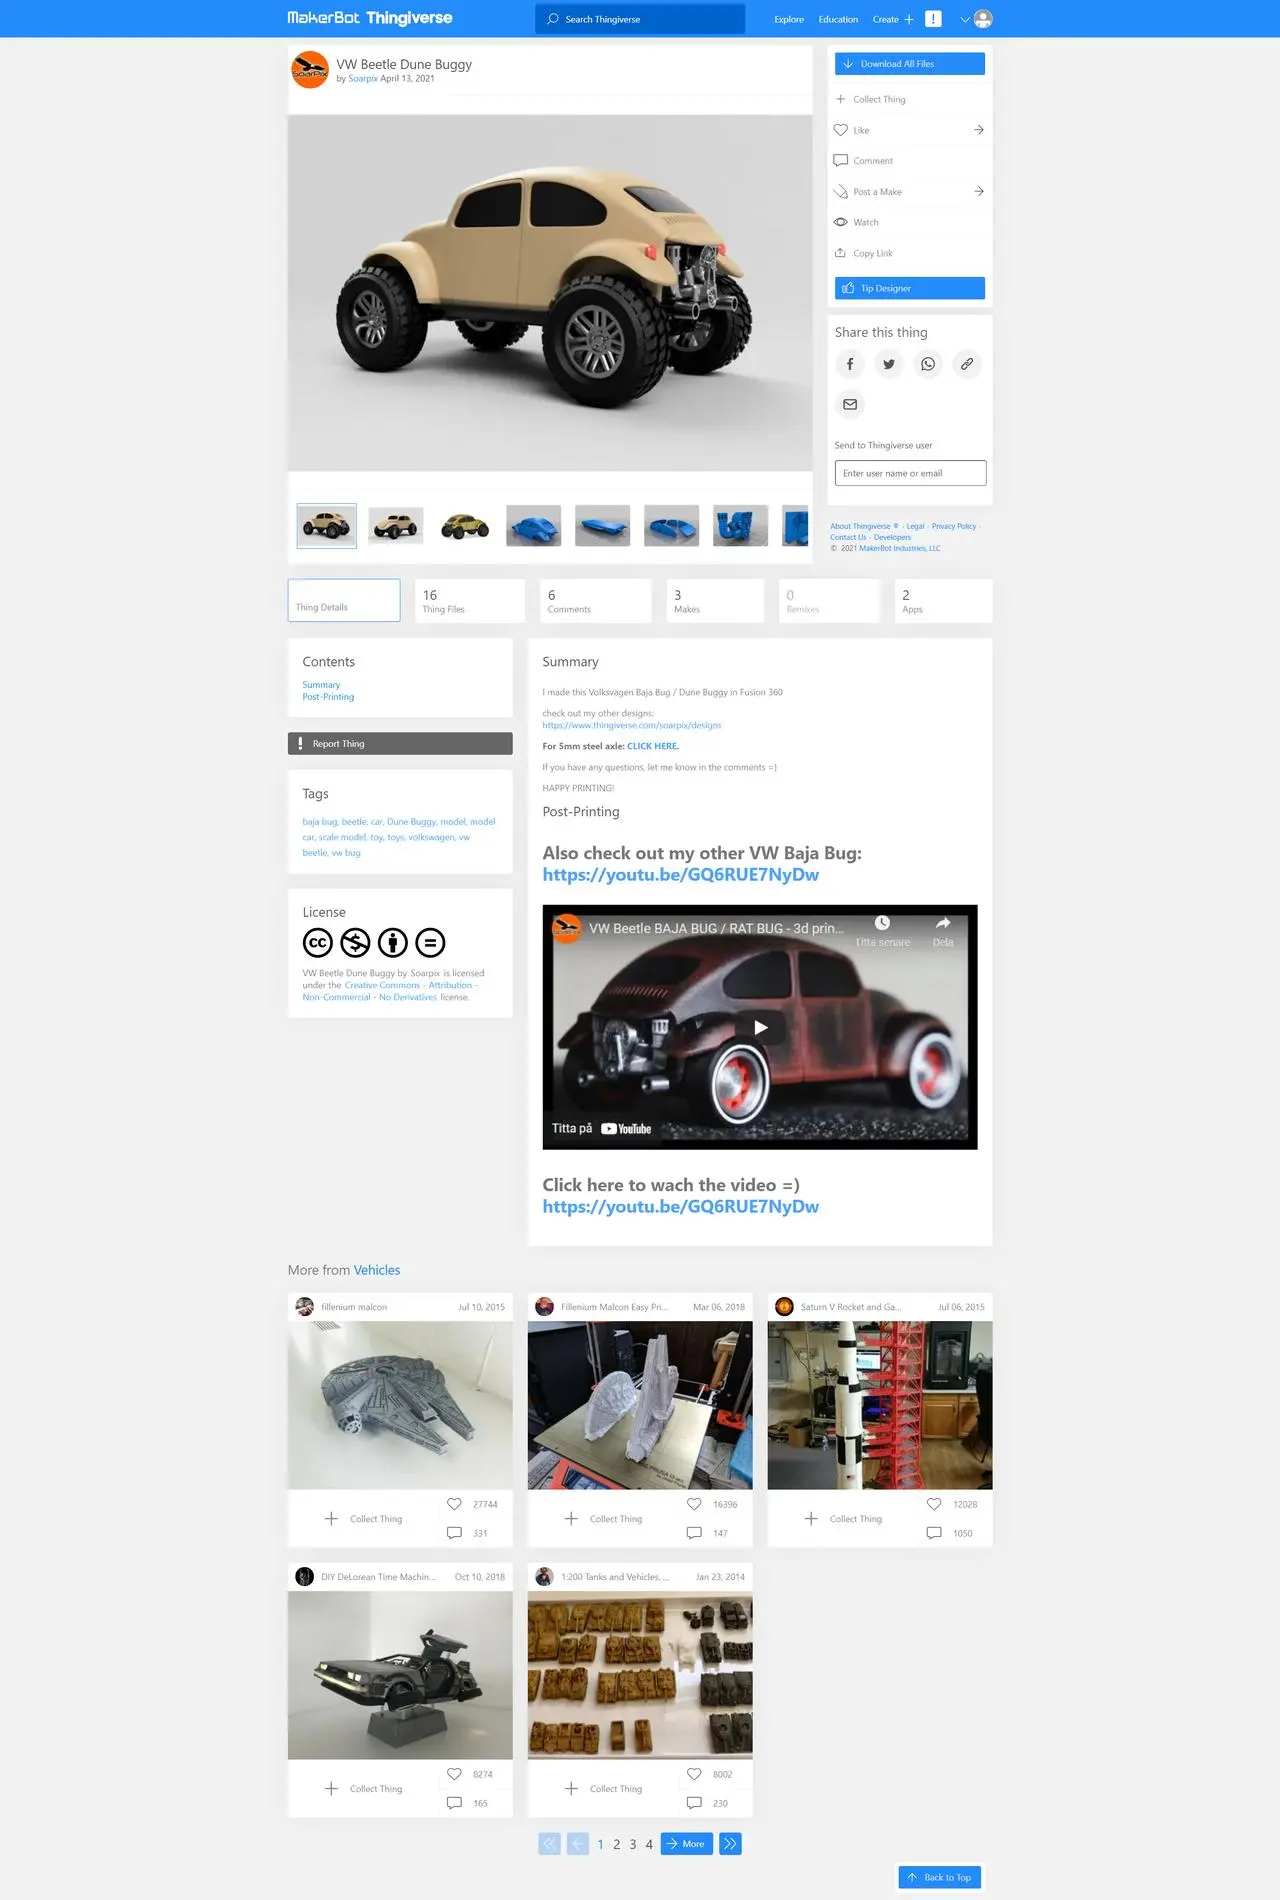 MakerBot Thingiverse
Search Thingiverse
Explore
Education
Create
VW Beetle Dune Buggy
by Soarpix April 13, 2021
Download All Files
Collect Thing
Like
Comment
Post a Make
Watch
Copy Link
Tip Designer
Share this thing
Send to Thingiverse user
Enter user name or email
About Thingiverse ® · Legal · Privacy Policy ·
Contact Us · Developers
© 2021 MakerBot Industries, LLC
Thing Details
16
Thing Files
6
Comments
3
Makes
0
Remixes
2
Apps
Contents
Summary
Post-Printing
Report Thing
Tags
baja bug, beetle, car, Dune Buggy, model, model
car, scale model, toy, toys, volkswagen, vw
beetle, vw bug
License
VW Beetle Dune Buggy by Soarpix is licensed
under the Creative Commons - Attribution -
Non-Commercial - No Derivatives license.
Summary
I made this Volksvagen Baja Bug / Dune Buggy in Fusion 360
check out my other designs:
https://www.thingiverse.com/soarpix/designs
For 5mm steel axle: CLICK HERE.
If you have any questions, let me know in the comments =)
HAPPY PRINTING!
Post-Printing
Also check out my other VW Baja Bug:
https://youtu.be/GQ6RUE7NyDw
VW Beetle BAJA BUG / RAT BUG - 3d prin...
Titta senare
Dela
Titta på YouTube
Click here to wach the video =)
https://youtu.be/GQ6RUE7NyDw
More from Vehicles
fillenium malcon
Jul 10, 2015
Collect Thing
27744
331
Fillenium Malcon Easy Pri...
Mar 06, 2018
Collect Thing
16396
147
Saturn V Rocket and Ga...
Jul 06, 2015
Collect Thing
12028
1050
DIY DeLorean Time Machin...
Oct 10, 2018
Collect Thing
8274
165
1:200 Tanks and Vehicles. ...
Jan 23, 2014
Collect Thing
8002
230
1 2 3 4 More
Back to Top